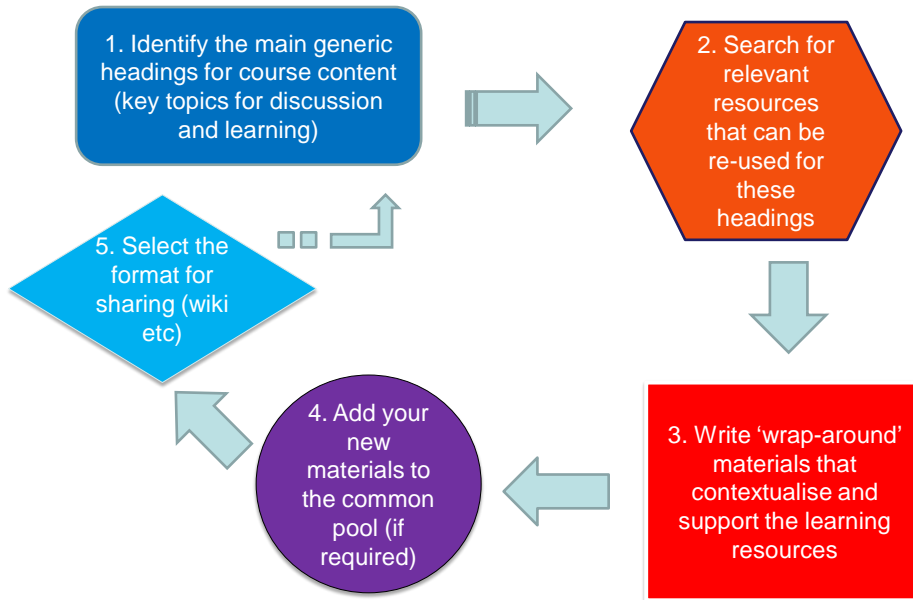 1. Identify the main generic
headings for course content
(key topics for discussion
and learning)
2. Search for
relevant
resources
that can be
re-used for
these
headings
3. Write ‘wrap-around’
materials that
contextualise and
support the learning
resources
4. Add your
new
materials to
the common
pool (if
required)
5. Select the
format for
sharing (wiki
etc)